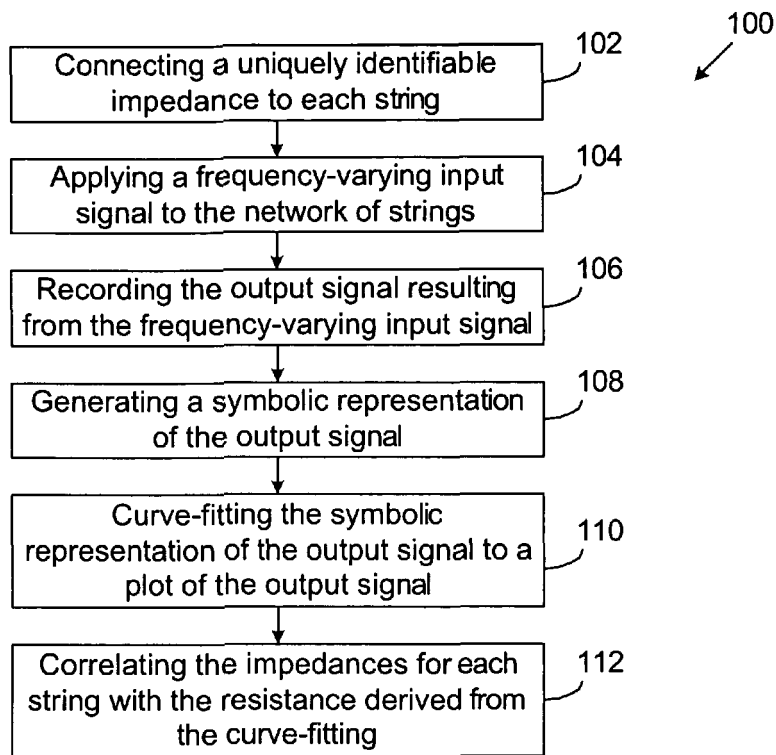 100
102
Connecting a uniquely identifiable
impedance to each string
104
Applying a frequency-varying input
signal to the network of strings
106
Recording the output signal resulting
from the frequency-varying input signal
108
Generating a symbolic representation
of the output signal
110
Curve-fitting the symbolic
representation of the output signal to a
plot of the output signal
112
Correlating the impedances for each
string with the resistance derived from
the curve-fitting